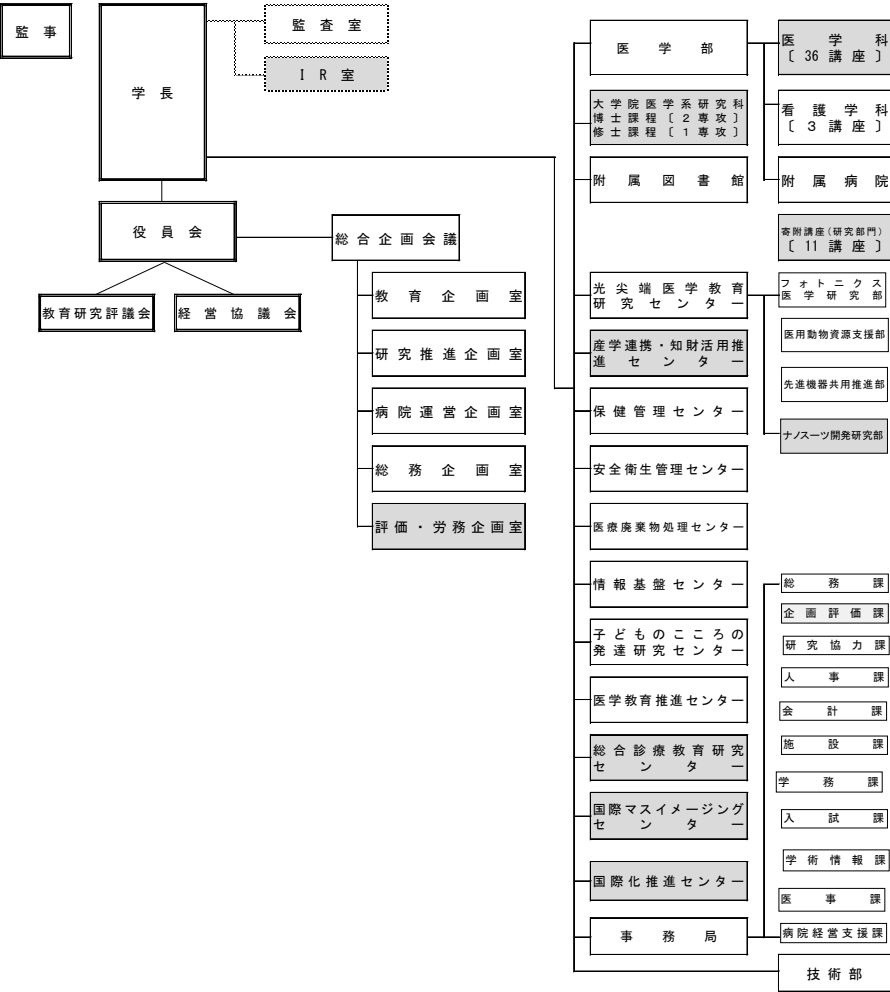 監事
学長
監査室
ＩＲ室
役員会
教育研究評議会
経営協議会
総合企画会議
教育企画室
研究推進企画室
病院運営企画室
総務企画室
評価・労務企画室
医学部
大学院医学系研究科
博士課程〔２専攻〕
修士課程〔１専攻〕
附属図書館
光尖端医学教育
研究センター
産学連携・知財活用推
進センター
保健管理センター
安全衛生管理センター
医療廃棄物処理センター
情報基盤センター
子どものこころの
発達研究センター
医学教育推進センター
総合診療教育研究
センター
国際マスイメージング
センター
国際化推進センター
事務局
医学科
〔36講座〕
看護学科
〔３講座〕
附属病院
寄附講座(研究部門)
〔11講座〕
フォトニクス
医学研究部
医用動物資源支援部
先進機器共用推進部
ナノスーツ開発研究部
総務課
企画評価課
研究協力課
人事課
会計課
施設課
学務課
入試課
学術情報課
医事課
病院経営支援課
技術部